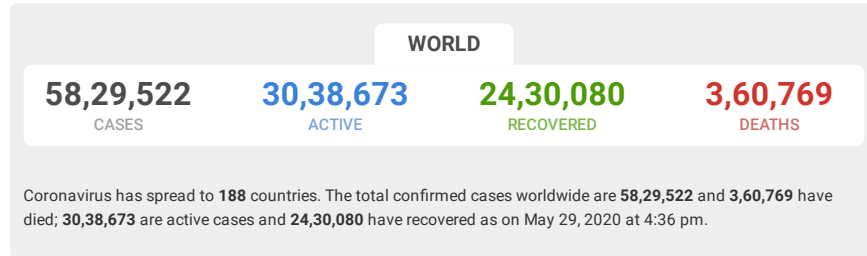 WORLD
58,29,522 30,38,673 24,30,080 3,60,769
CASES ACTIVE RECOVERED DEATHS
Coronavirus has spread to 188 countries. The total confirmed cases worldwide are 58,29,522 and 3,60,769 have
died; 30,38,673 are active cases and 24,30,080 have recovered as on May 29, 2020 at 4:36 pm.